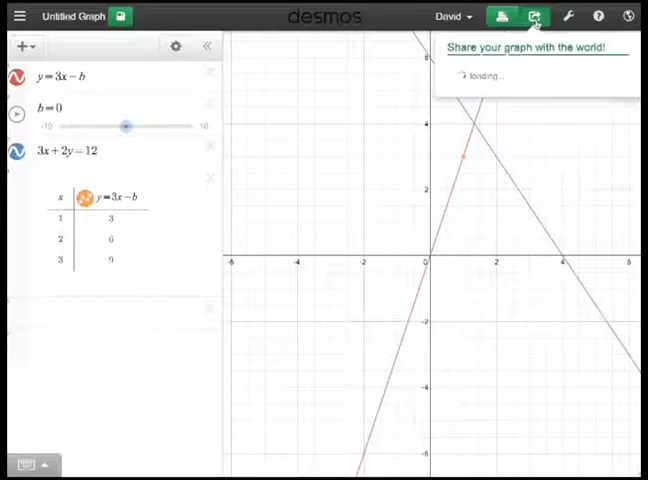 Untitled Graph
desmos
David
Share your graph with the world!
loading...
y=3x−b
b=0
-10
10
3x+2y=12
x y=3x−b
1 3
2 6
3 9
6
4
2
-6 -4 -2 0 2 4 6
-2
-4
-6